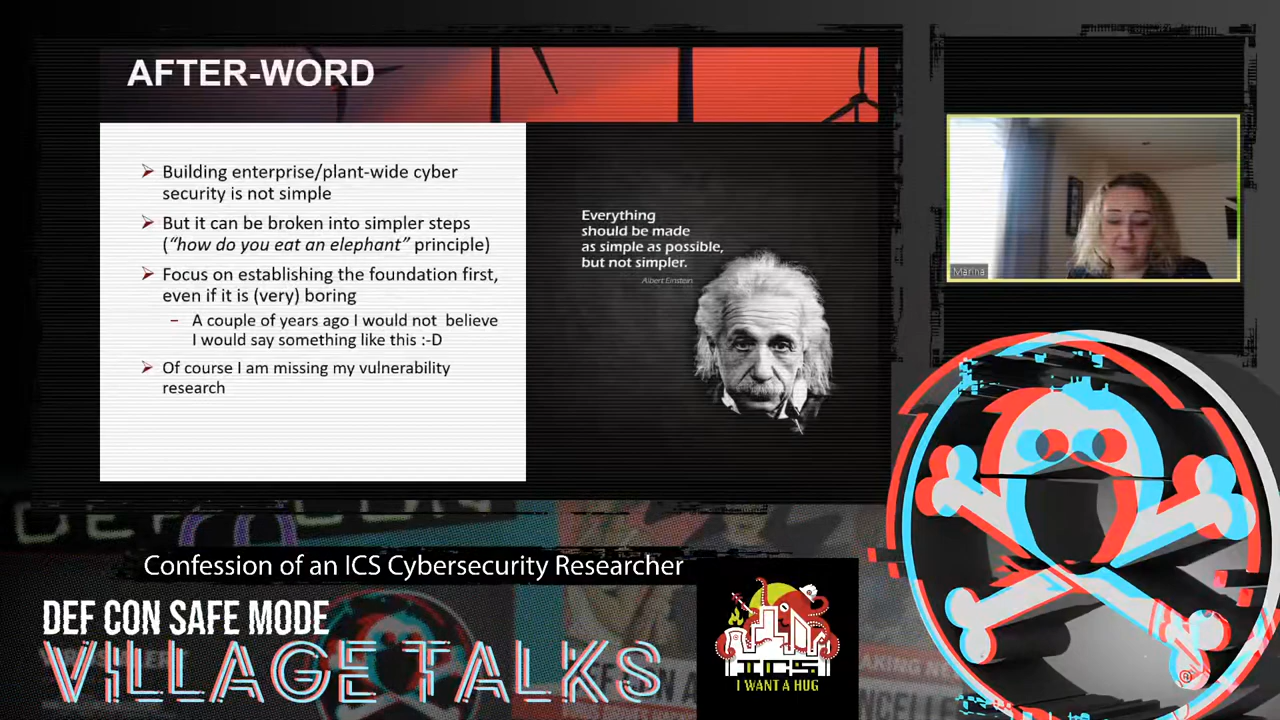 AFTER-WORD
Building enterprise/plant-wide cyber
security is not simple
But it can be broken into simpler steps
(“how do you eat an elephant” principle)
Focus on establishing the foundation first,
even if it is (very) boring
– A couple of years ago I would not believe
I would say something like this :-D
Of course I am missing my vulnerability
research
Everything
should be made
as simple as possible,
but not simpler.
Albert Einstein
Marina
DEF CON
Confession of an ICS Cybersecurity Researcher
DEF CON SAFE MODE
VILLAGE TALKS
ICS
I WANT A HUG
®